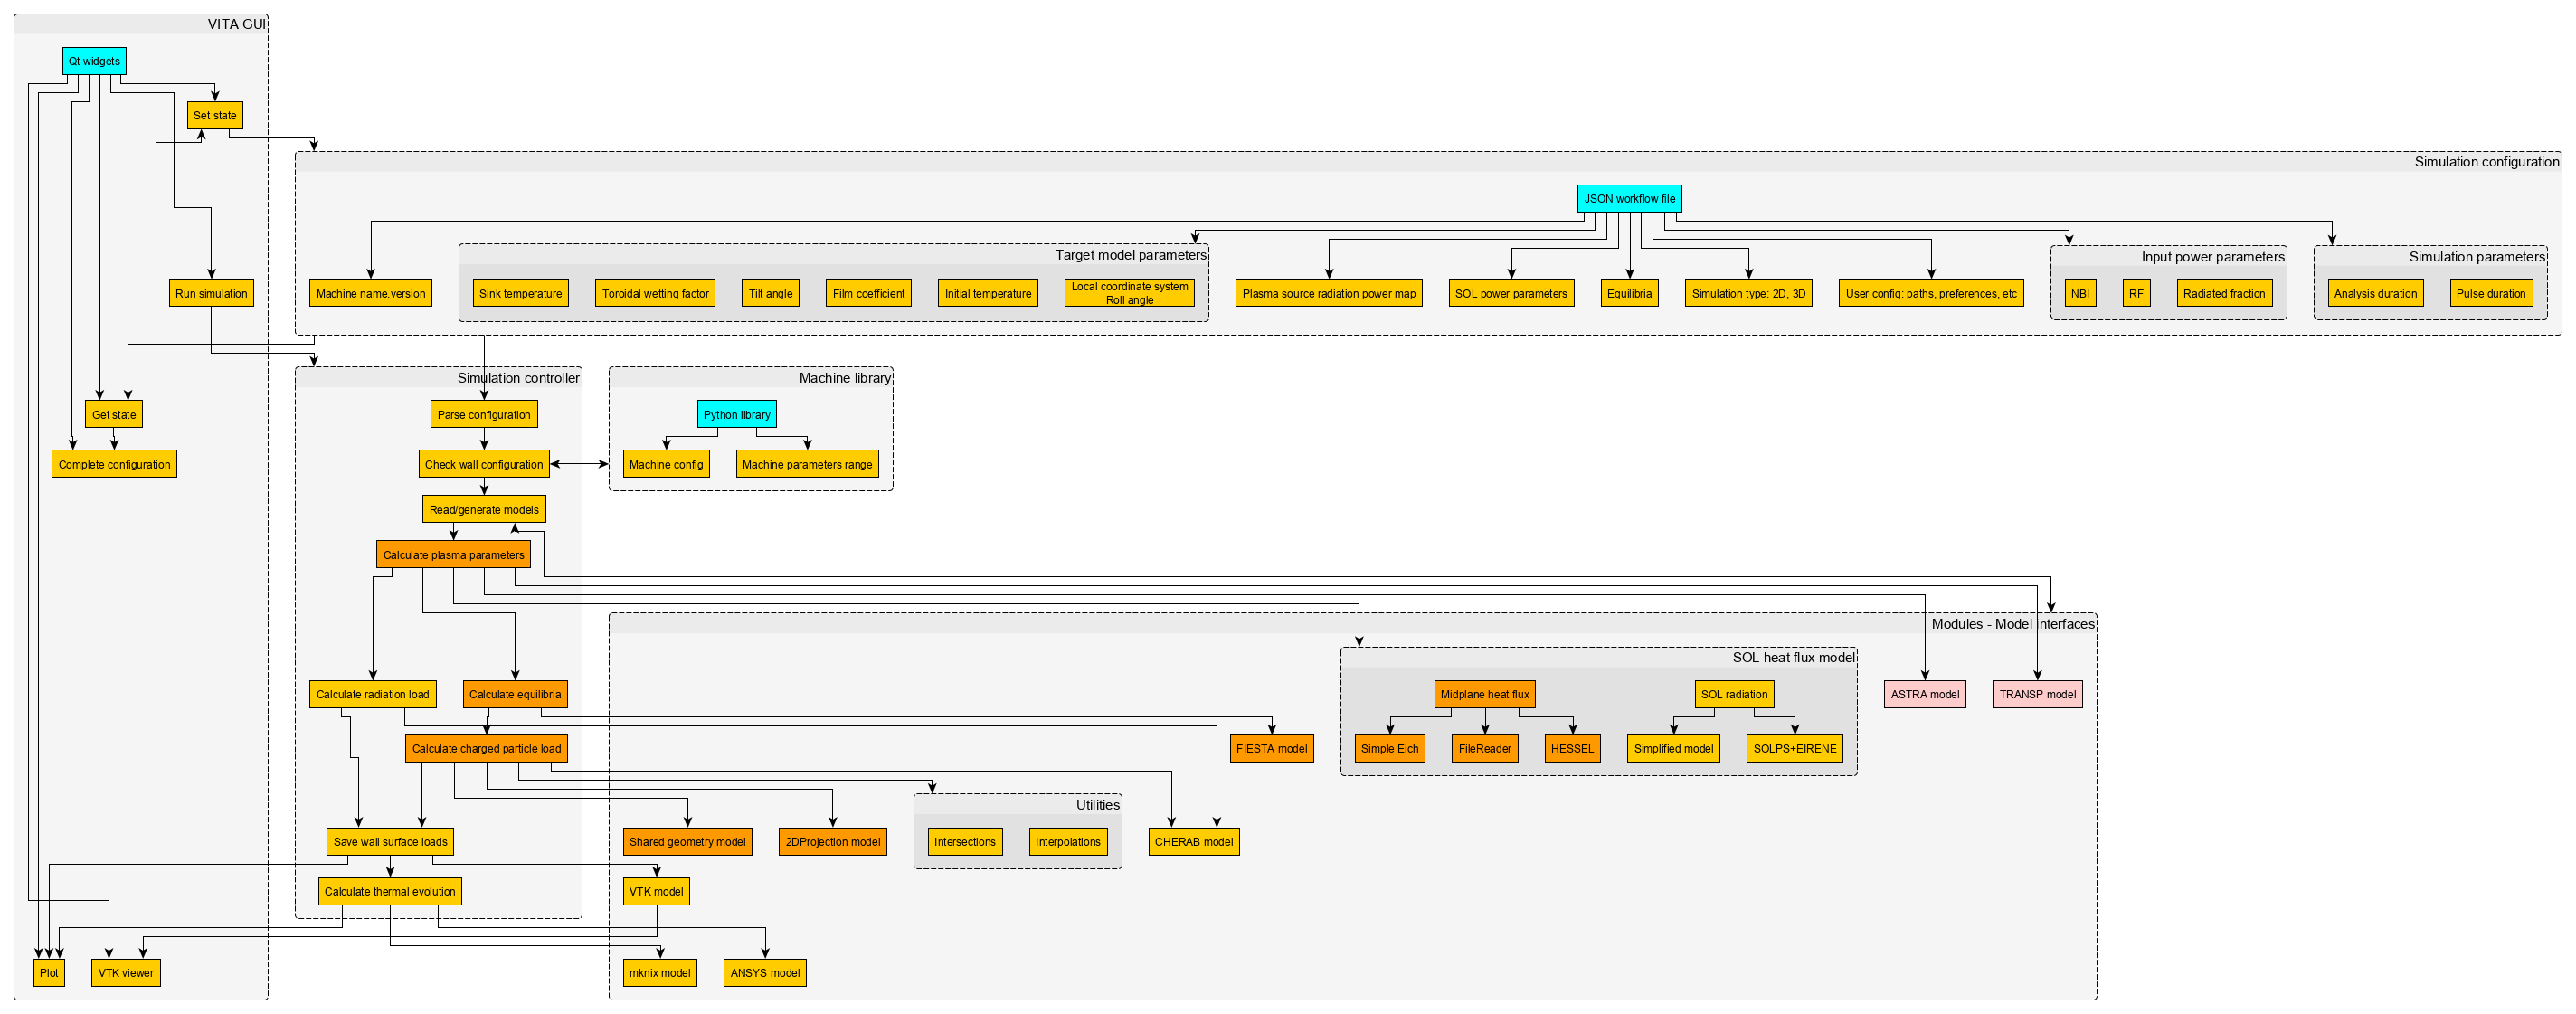 VITA GUI
Qt widgets
Set state
Run simulation
Get state
Complete configuration
Plot
VTK viewer
Simulation configuration
JSON workflow file
Machine name.version
Target model parameters
Sink temperature
Toroidal wetting factor
Tilt angle
Film coefficient
Initial temperature
Local coordinate system
Roll angle
Plasma source radiation power map
SOL power parameters
Equilibria
Simulation type: 2D, 3D
User config: paths, preferences, etc
Input power parameters
NBI
RF
Radiated fraction
Simulation parameters
Analysis duration
Pulse duration
Simulation controller
Parse configuration
Check wall configuration
Read/generate models
Calculate plasma parameters
Calculate radiation load
Calculate equilibria
Calculate charged particle load
Save wall surface loads
Calculate thermal evolution
Machine library
Python library
Machine config
Machine parameters range
Modules - Model interfaces
SOL heat flux model
Midplane heat flux
SOL radiation
Simple Eich
FileReader
HESSEL
Simplified model
SOLPS+EIRENE
ASTRA model
TRANSP model
FIESTA model
Utilities
Intersections
Interpolations
Shared geometry model
2DProjection model
CHERAB model
VTK model
mknix model
ANSYS model